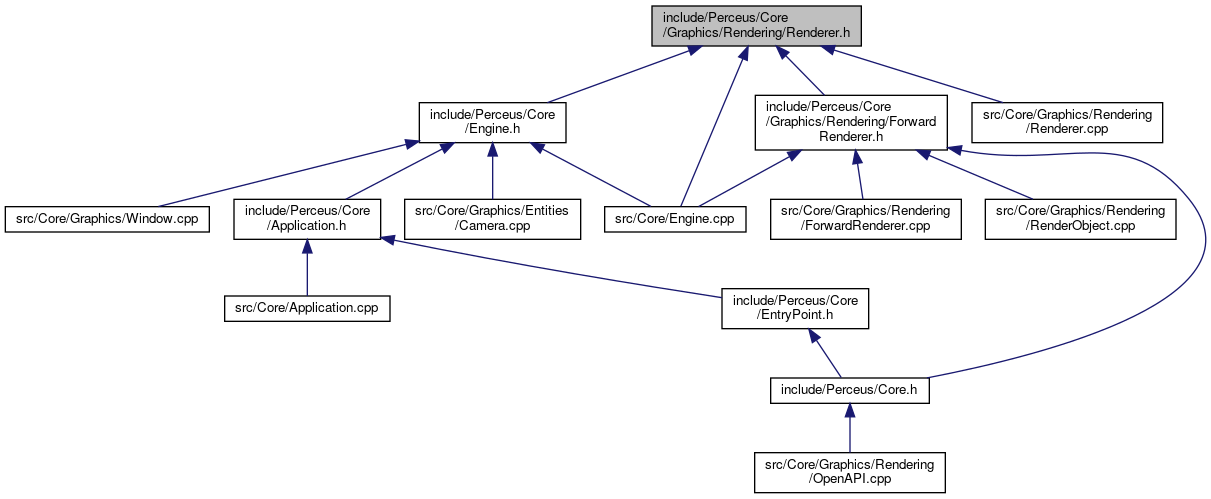 include/Perceus/Core
/Graphics/Rendering/Renderer.h
include/Perceus/Core
/Engine.h
include/Perceus/Core
/Graphics/Rendering/Forward
Renderer.h
src/Core/Graphics/Rendering
/Renderer.cpp
src/Core/Graphics/Window.cpp
include/Perceus/Core
/Application.h
src/Core/Graphics/Entities
/Camera.cpp
src/Core/Engine.cpp
src/Core/Graphics/Rendering
/ForwardRenderer.cpp
src/Core/Graphics/Rendering
/RenderObject.cpp
src/Core/Application.cpp
include/Perceus/Core
/EntryPoint.h
include/Perceus/Core.h
src/Core/Graphics/Rendering
/OpenAPI.cpp